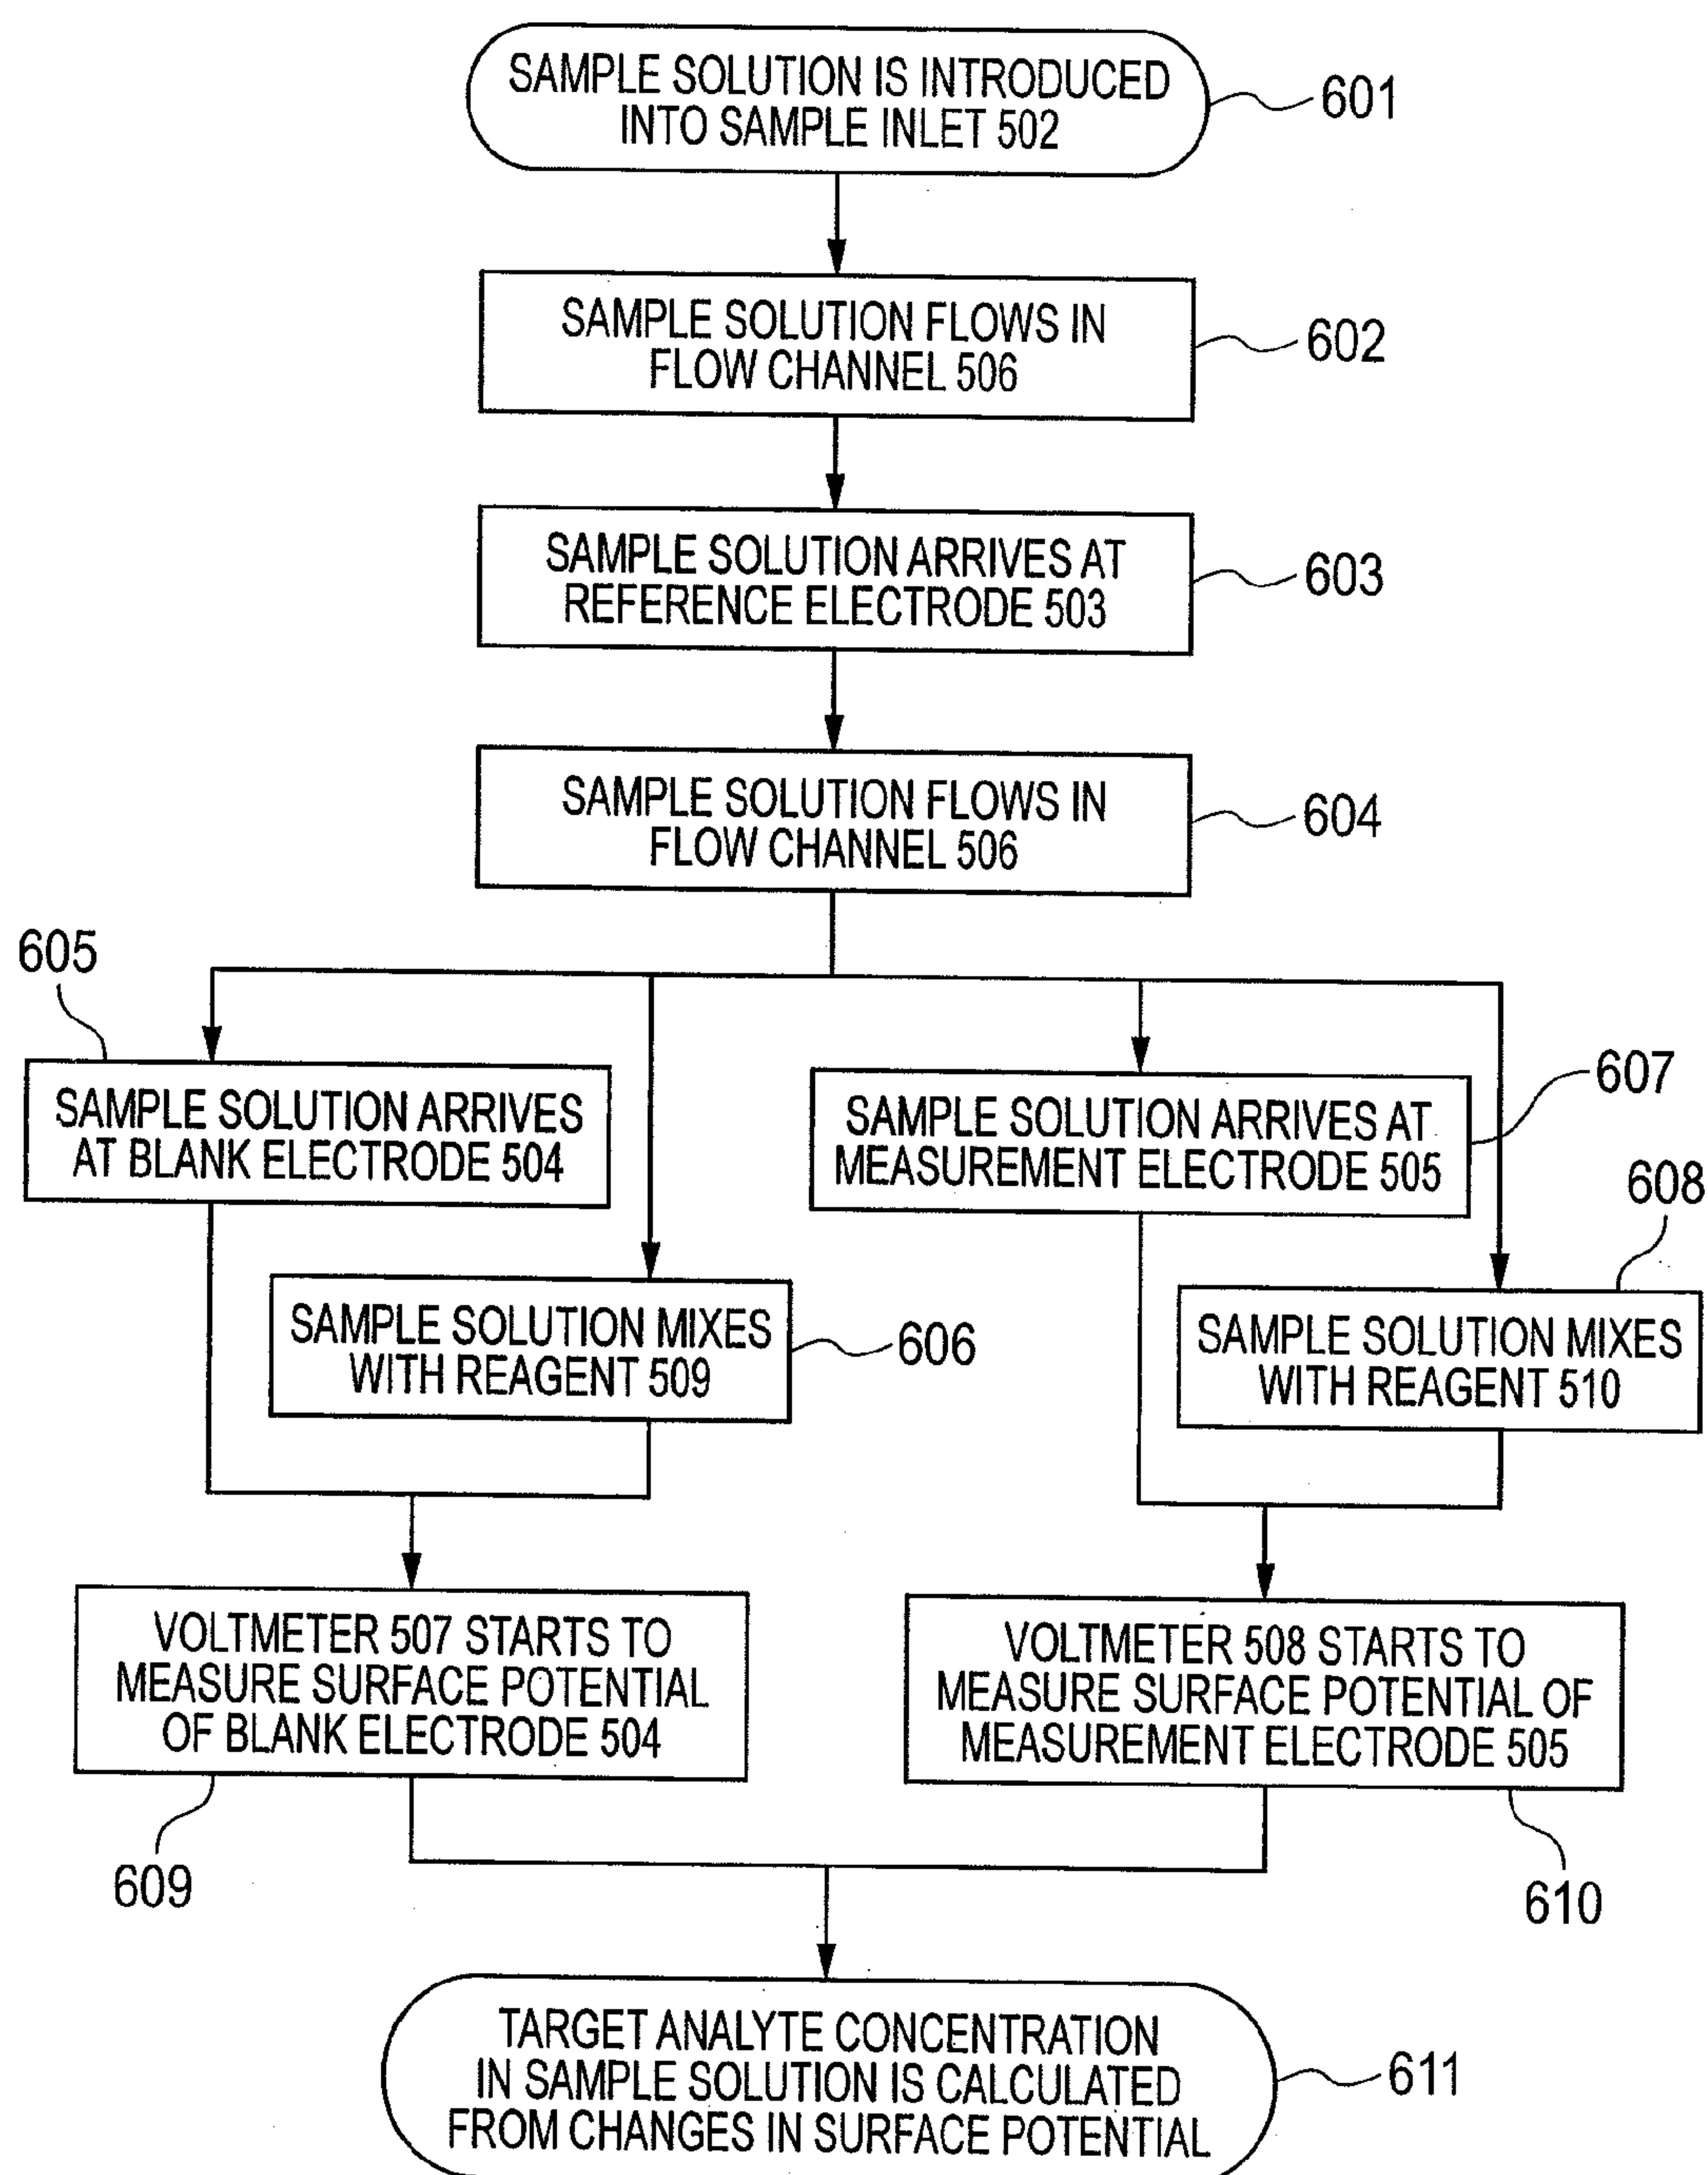 SAMPLE SOLUTION IS INTRODUCED
INTO SAMPLE INLET 502
601
SAMPLE SOLUTION FLOWS IN
FLOW CHANNEL 506
602
SAMPLE SOLUTION ARRIVES AT
REFERENCE ELECTRODE 503
603
SAMPLE SOLUTION FLOWS IN
FLOW CHANNEL 506
604
605
SAMPLE SOLUTION ARRIVES
AT BLANK ELECTRODE 504
607
SAMPLE SOLUTION ARRIVES AT
MEASUREMENT ELECTRODE 505
608
SAMPLE SOLUTION MIXES
WITH REAGENT 509
606
SAMPLE SOLUTION MIXES
WITH REAGENT 510
VOLTMETER 507 STARTS TO
MEASURE SURFACE POTENTIAL
OF BLANK ELECTRODE 504
609
VOLTMETER 508 STARTS TO
MEASURE SURFACE POTENTIAL OF
MEASUREMENT ELECTRODE 505
610
TARGET ANALYTE CONCENTRATION
IN SAMPLE SOLUTION IS CALCULATED
FROM CHANGES IN SURFACE POTENTIAL
611